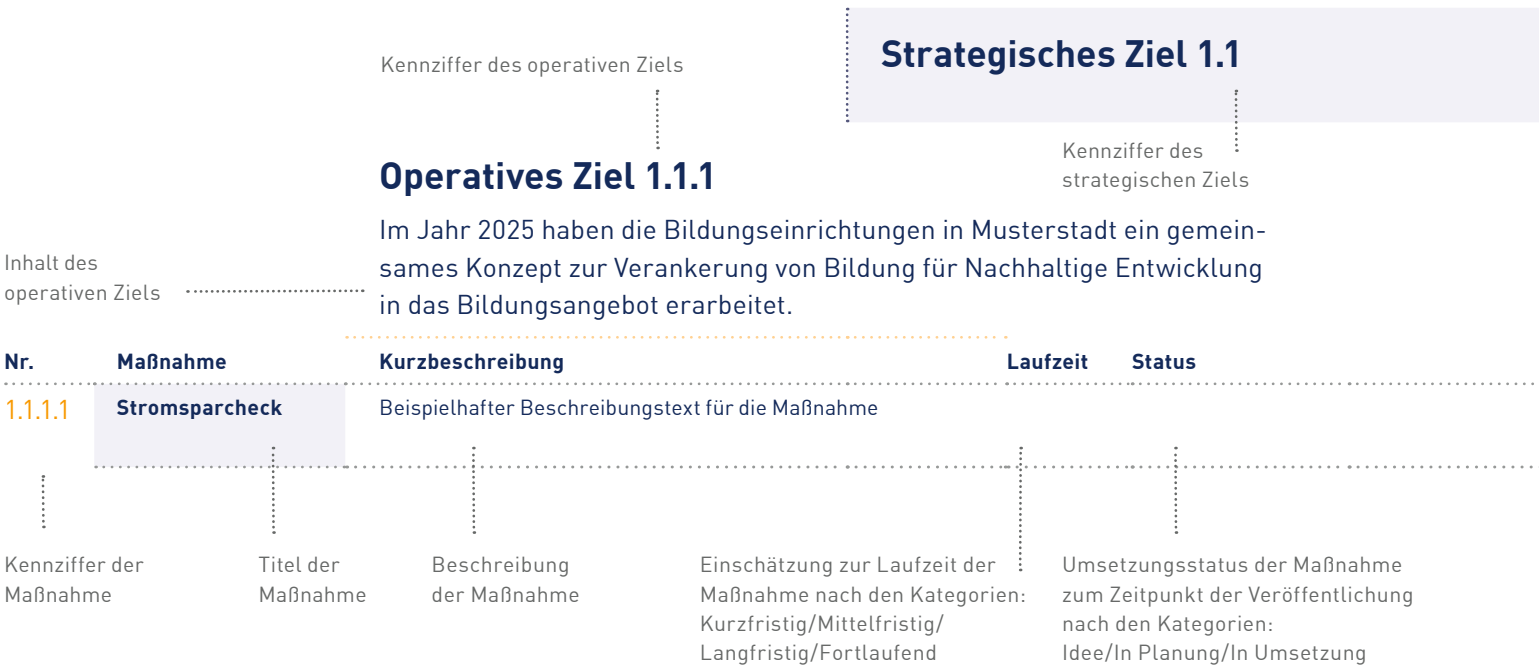 Strategisches Ziel 1.1
Kennziffer des operativen Ziels
Kennziffer des
strategischen Ziels
Operatives Ziel 1.1.1
Im Jahr 2025 haben die Bildungseinrichtungen in Musterstadt ein gemein-
sames Konzept zur Verankerung von Bildung für Nachhaltige Entwicklung
in das Bildungsangebot erarbeitet.
Inhalt des
operativen Ziels
Nr. Maßnahme Kurzbeschreibung Laufzeit Status
1.1.1.1 Stromsparcheck Beispielhafter Beschreibungstext für die Maßnahme
Kennziffer der
Maßnahme
Titel der
Maßnahme
Beschreibung
der Maßnahme
Einschätzung zur Laufzeit der
Maßnahme nach den Kategorien:
Kurzfristig/Mittelfristig/
Langfristig/Fortlaufend
Umsetzungsstatus der Maßnahme
zum Zeitpunkt der Veröffentlichung
nach den Kategorien:
Idee/In Planung/In Umsetzung